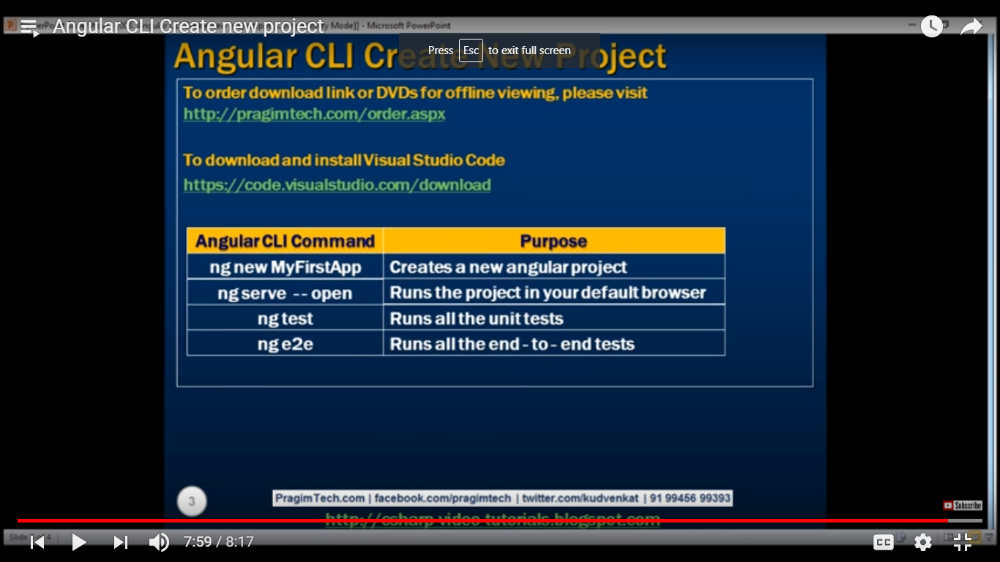 Angular CLI Create new project
Mode]] - Microsoft PowerPoint
Press Esc to exit full screen
Angular CLI Create New Project
To order download link or DVDs for offline viewing, please visit
http://pragimtech.com/order.aspx
To download and install Visual Studio Code
https://code.visualstudio.com/download
Angular CLI Command Purpose
ng new MyFirstApp Creates a new angular project
ng serve -- open Runs the project in your default browser
ng test Runs all the unit tests
ng e2e Runs all the end - to - end tests
3
PragimTech.com | facebook.com/pragimtech | twitter.com/kudvenkat | 91 99456 99393
Subscribe
http://csharp-video-tutorials.blogspot.com
Slide
7:59 / 8:17
CC